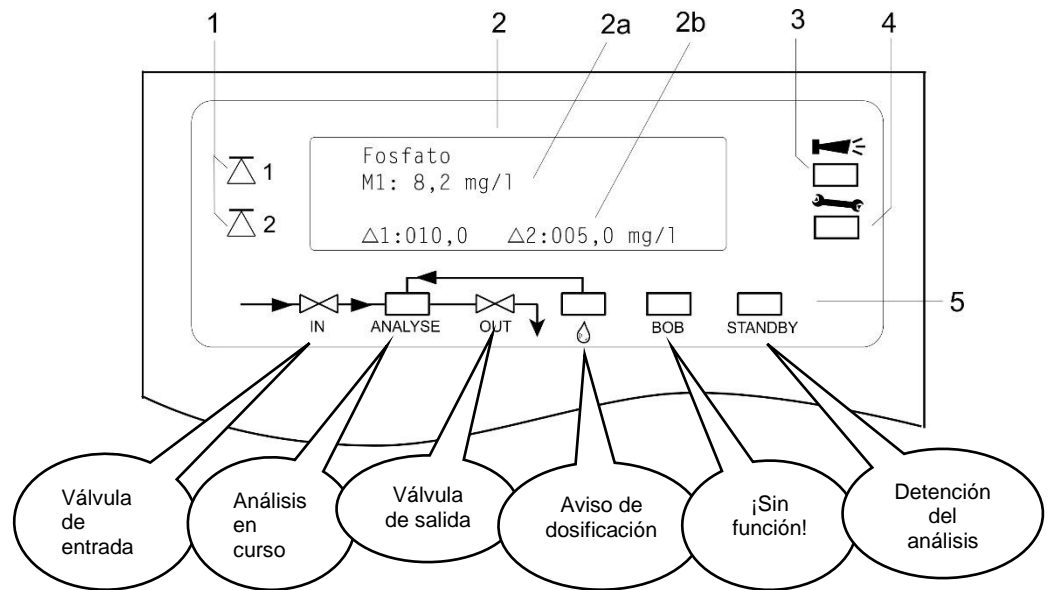 1
2
2a
2b
3
4
1
2
Fosfato
M1: 8,2 mg/l
△1:010,0 △2:005,0 mg/l
5
IN
ANALYSE
OUT
BOB
STANDBY
Válvula
de
entrada
Análisis
en
curso
Válvula
de salida
Aviso de
dosificación
¡Sin
función!
Detención
del
análisis